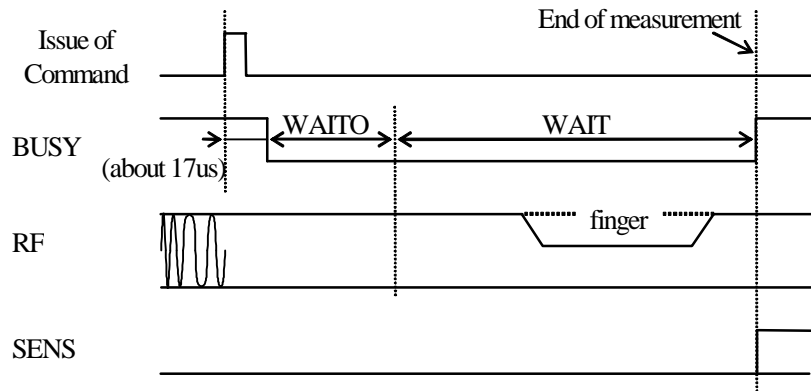 End of measurement
Issue of
Command
WAITO
WAIT
BUSY
(about 17us)
finger
RF
SENS